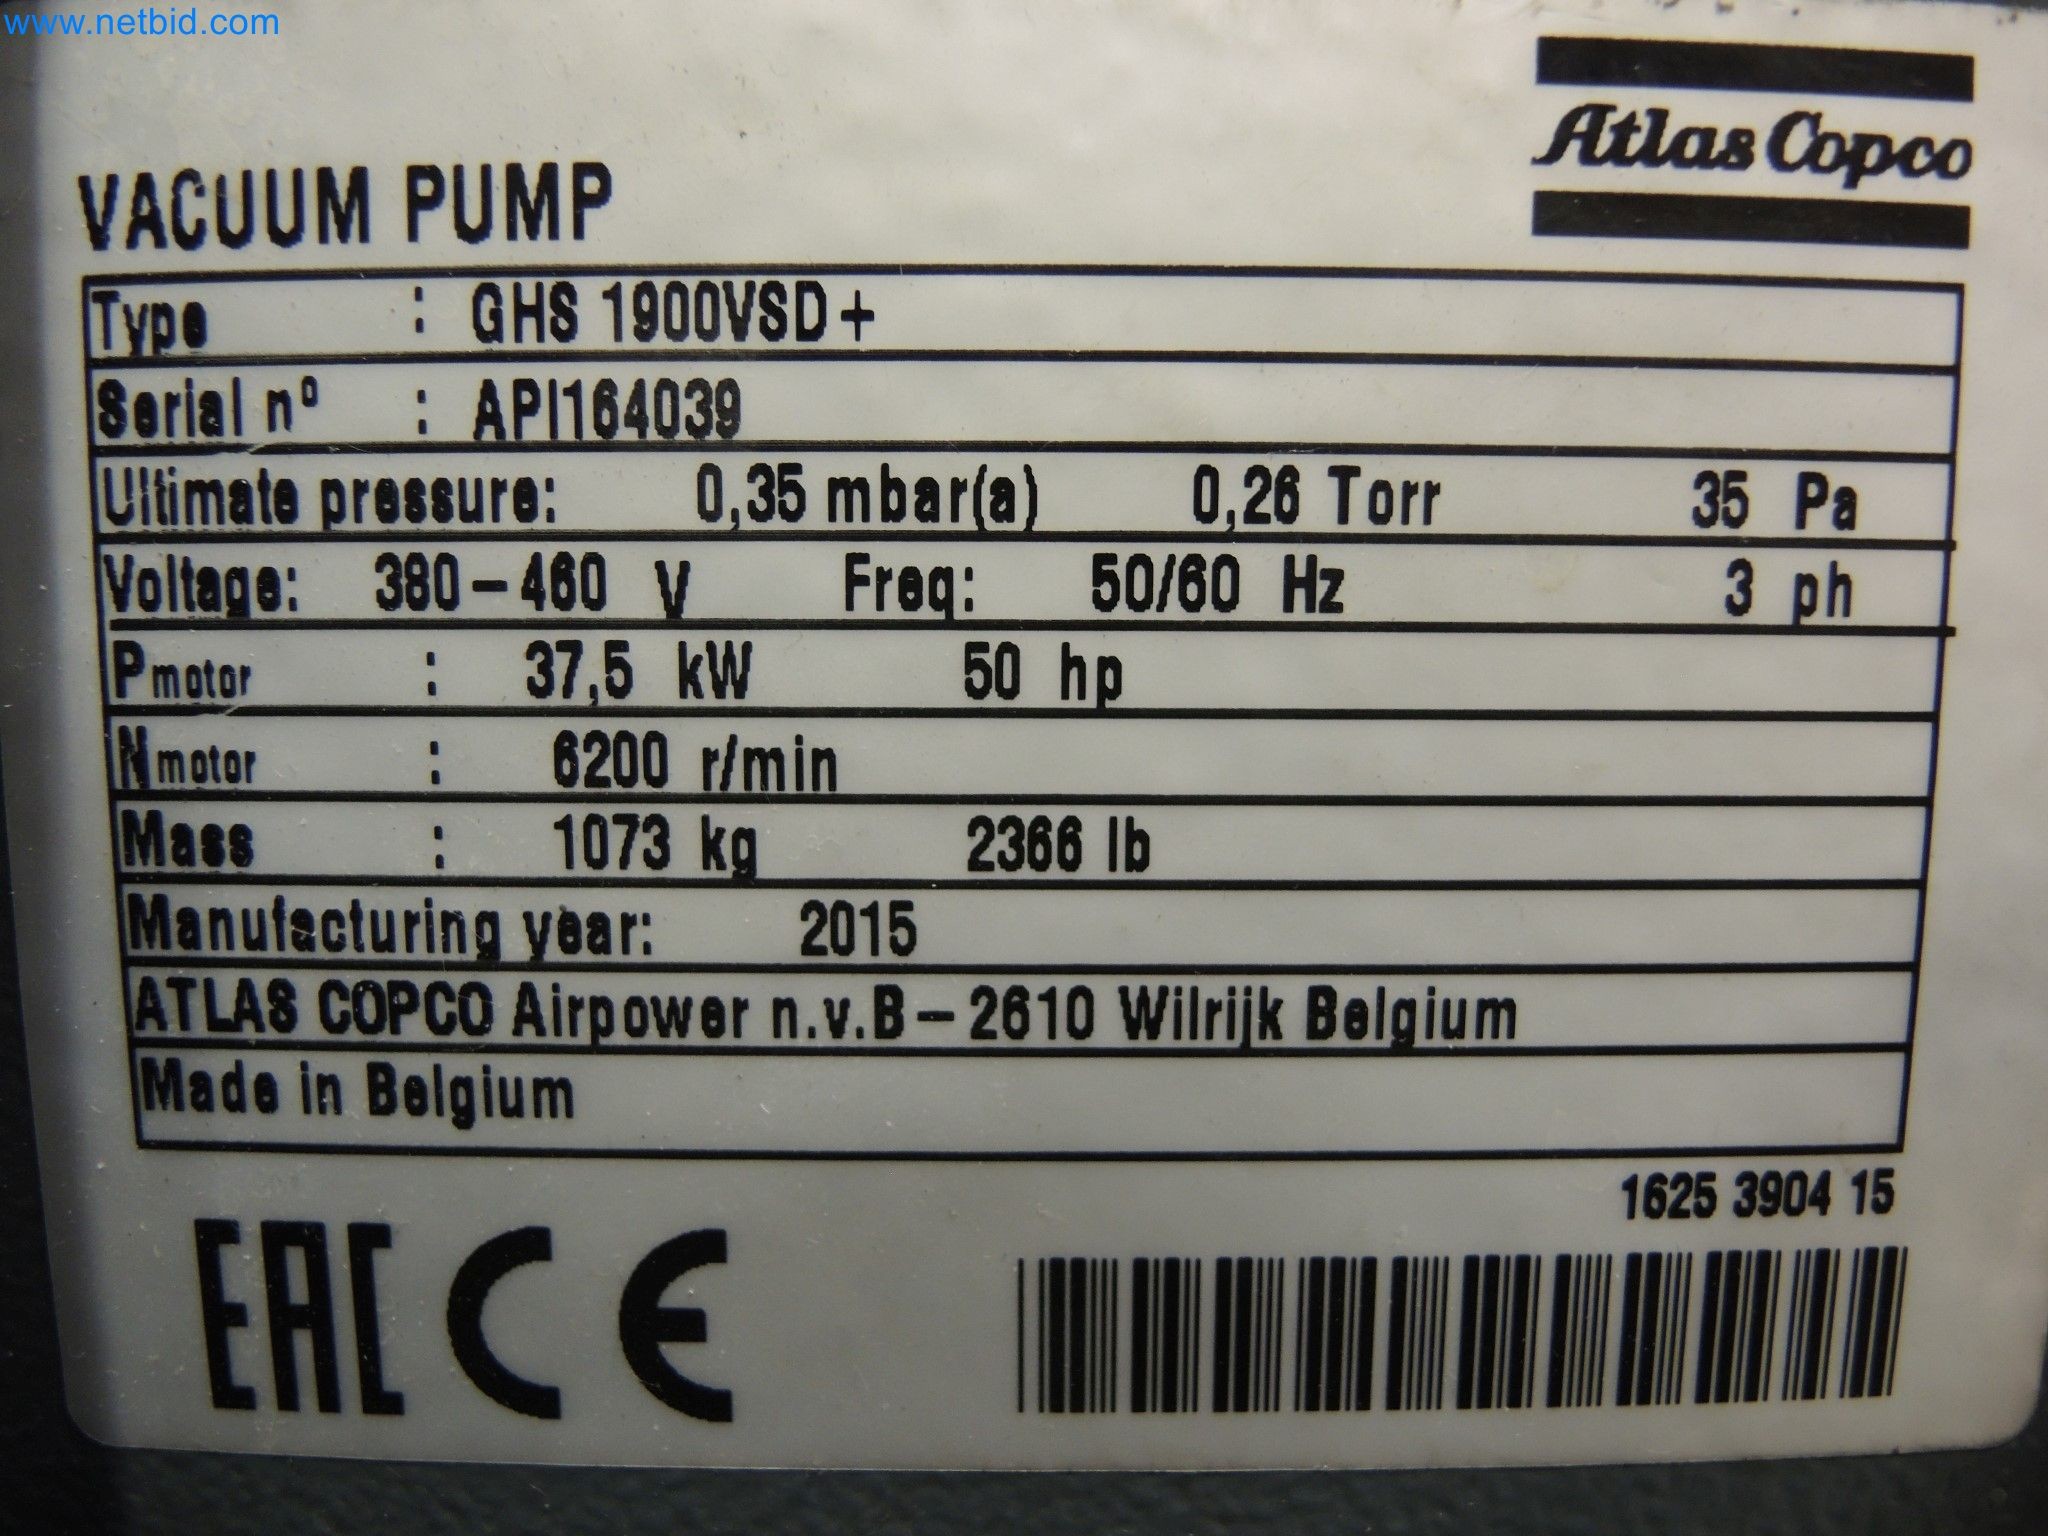 www.netbid.com
Atlas Copco
VACUUM PUMP
Type : GHS 1900VSD+
Serial nº : API164039
Ultimate pressure: 0,35 mbar(a) 0,26 Torr 35 Pa
Voltage: 380-460 V Freq: 50/60 Hz 3 ph
Pmotor : 37,5 kW 50 hp
Nmotor : 6200 r/min
Mass : 1073 kg 2366 lb
Manufacturing year: 2015
ATLAS COPCO Airpower n.v.B-2610 Wilrijk Belgium
Made in Belgium
1625 3904 15
EAC CE